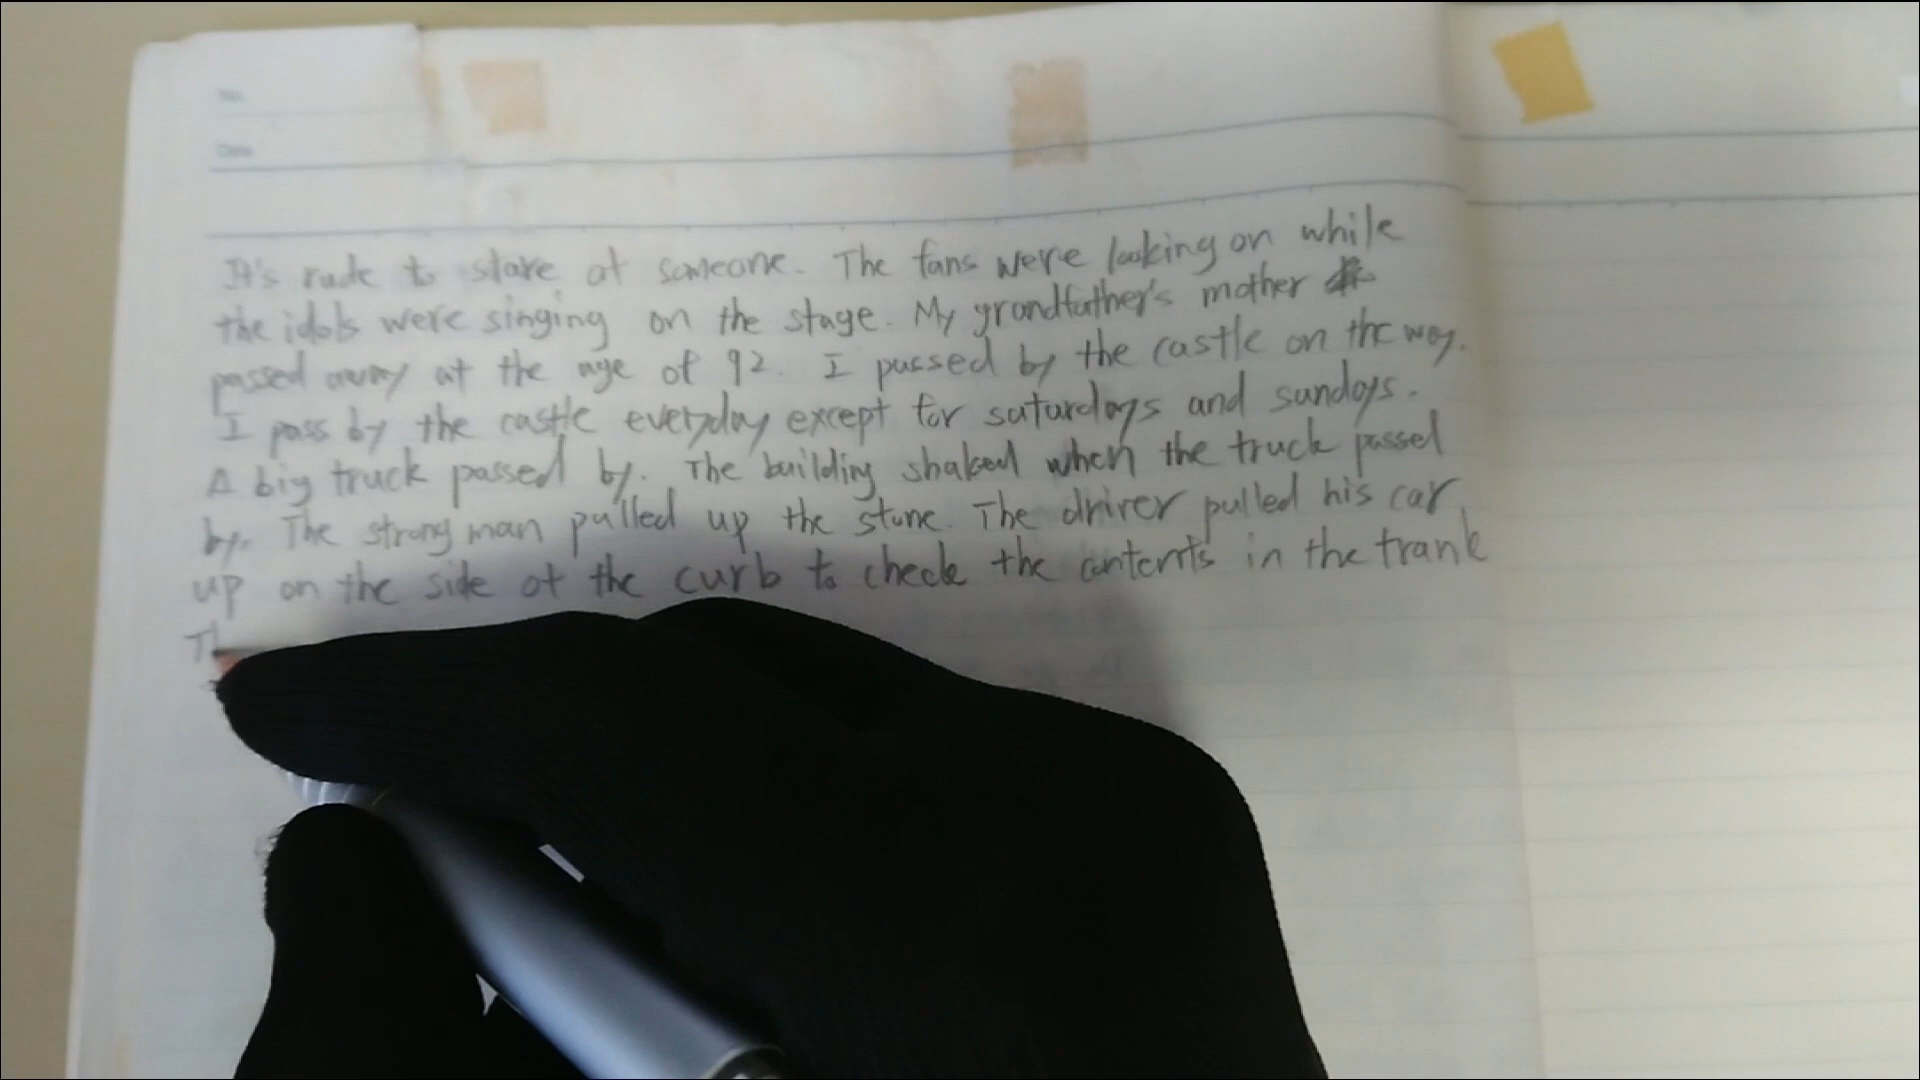 No.
Date
It's rude to stare at someone. The fans were looking on while
the idols were singing on the stage. My grandfather's mother
passed away at the age of 92. I passed by the castle on the way.
I pass by the castle everyday except for saturdays and sundays.
A big truck passed by. The building shaked when the truck passed
by. The strong man pulled up the stone. The driver pulled his car
up on the side of the curb to check the contents in the trank
Th